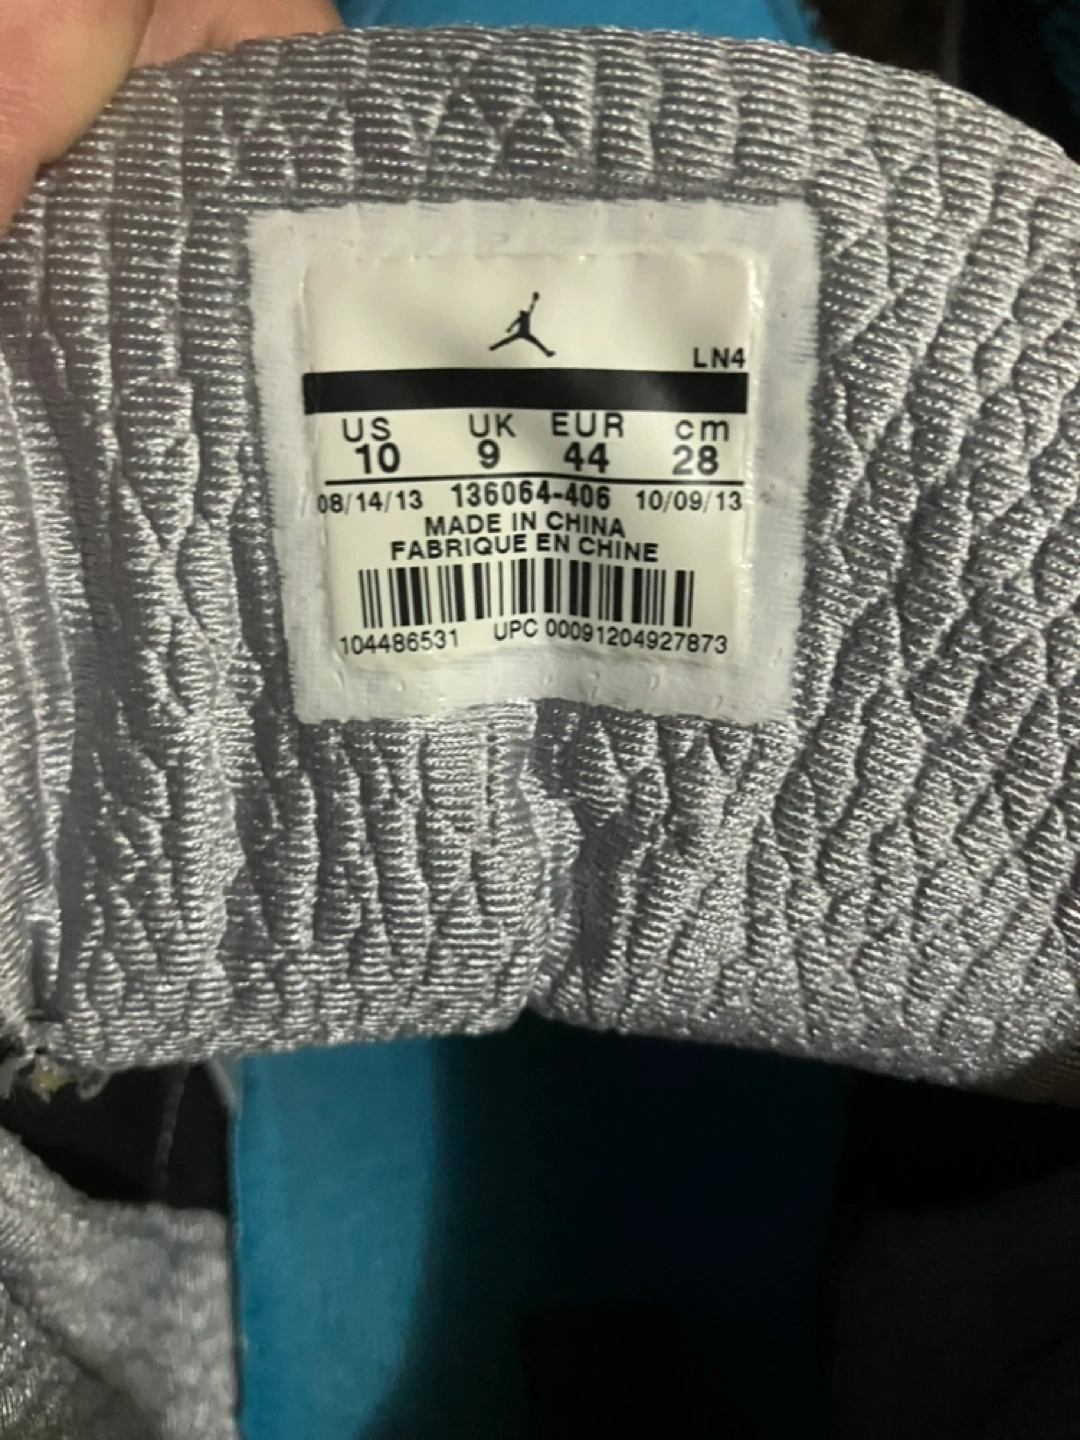 LN4
US UK EUR cm
10 9 44 28
08/14/13 136064-406 10/09/13
MADE IN CHINA
FABRIQUE EN CHINE
104486531 UPC 00091204927873